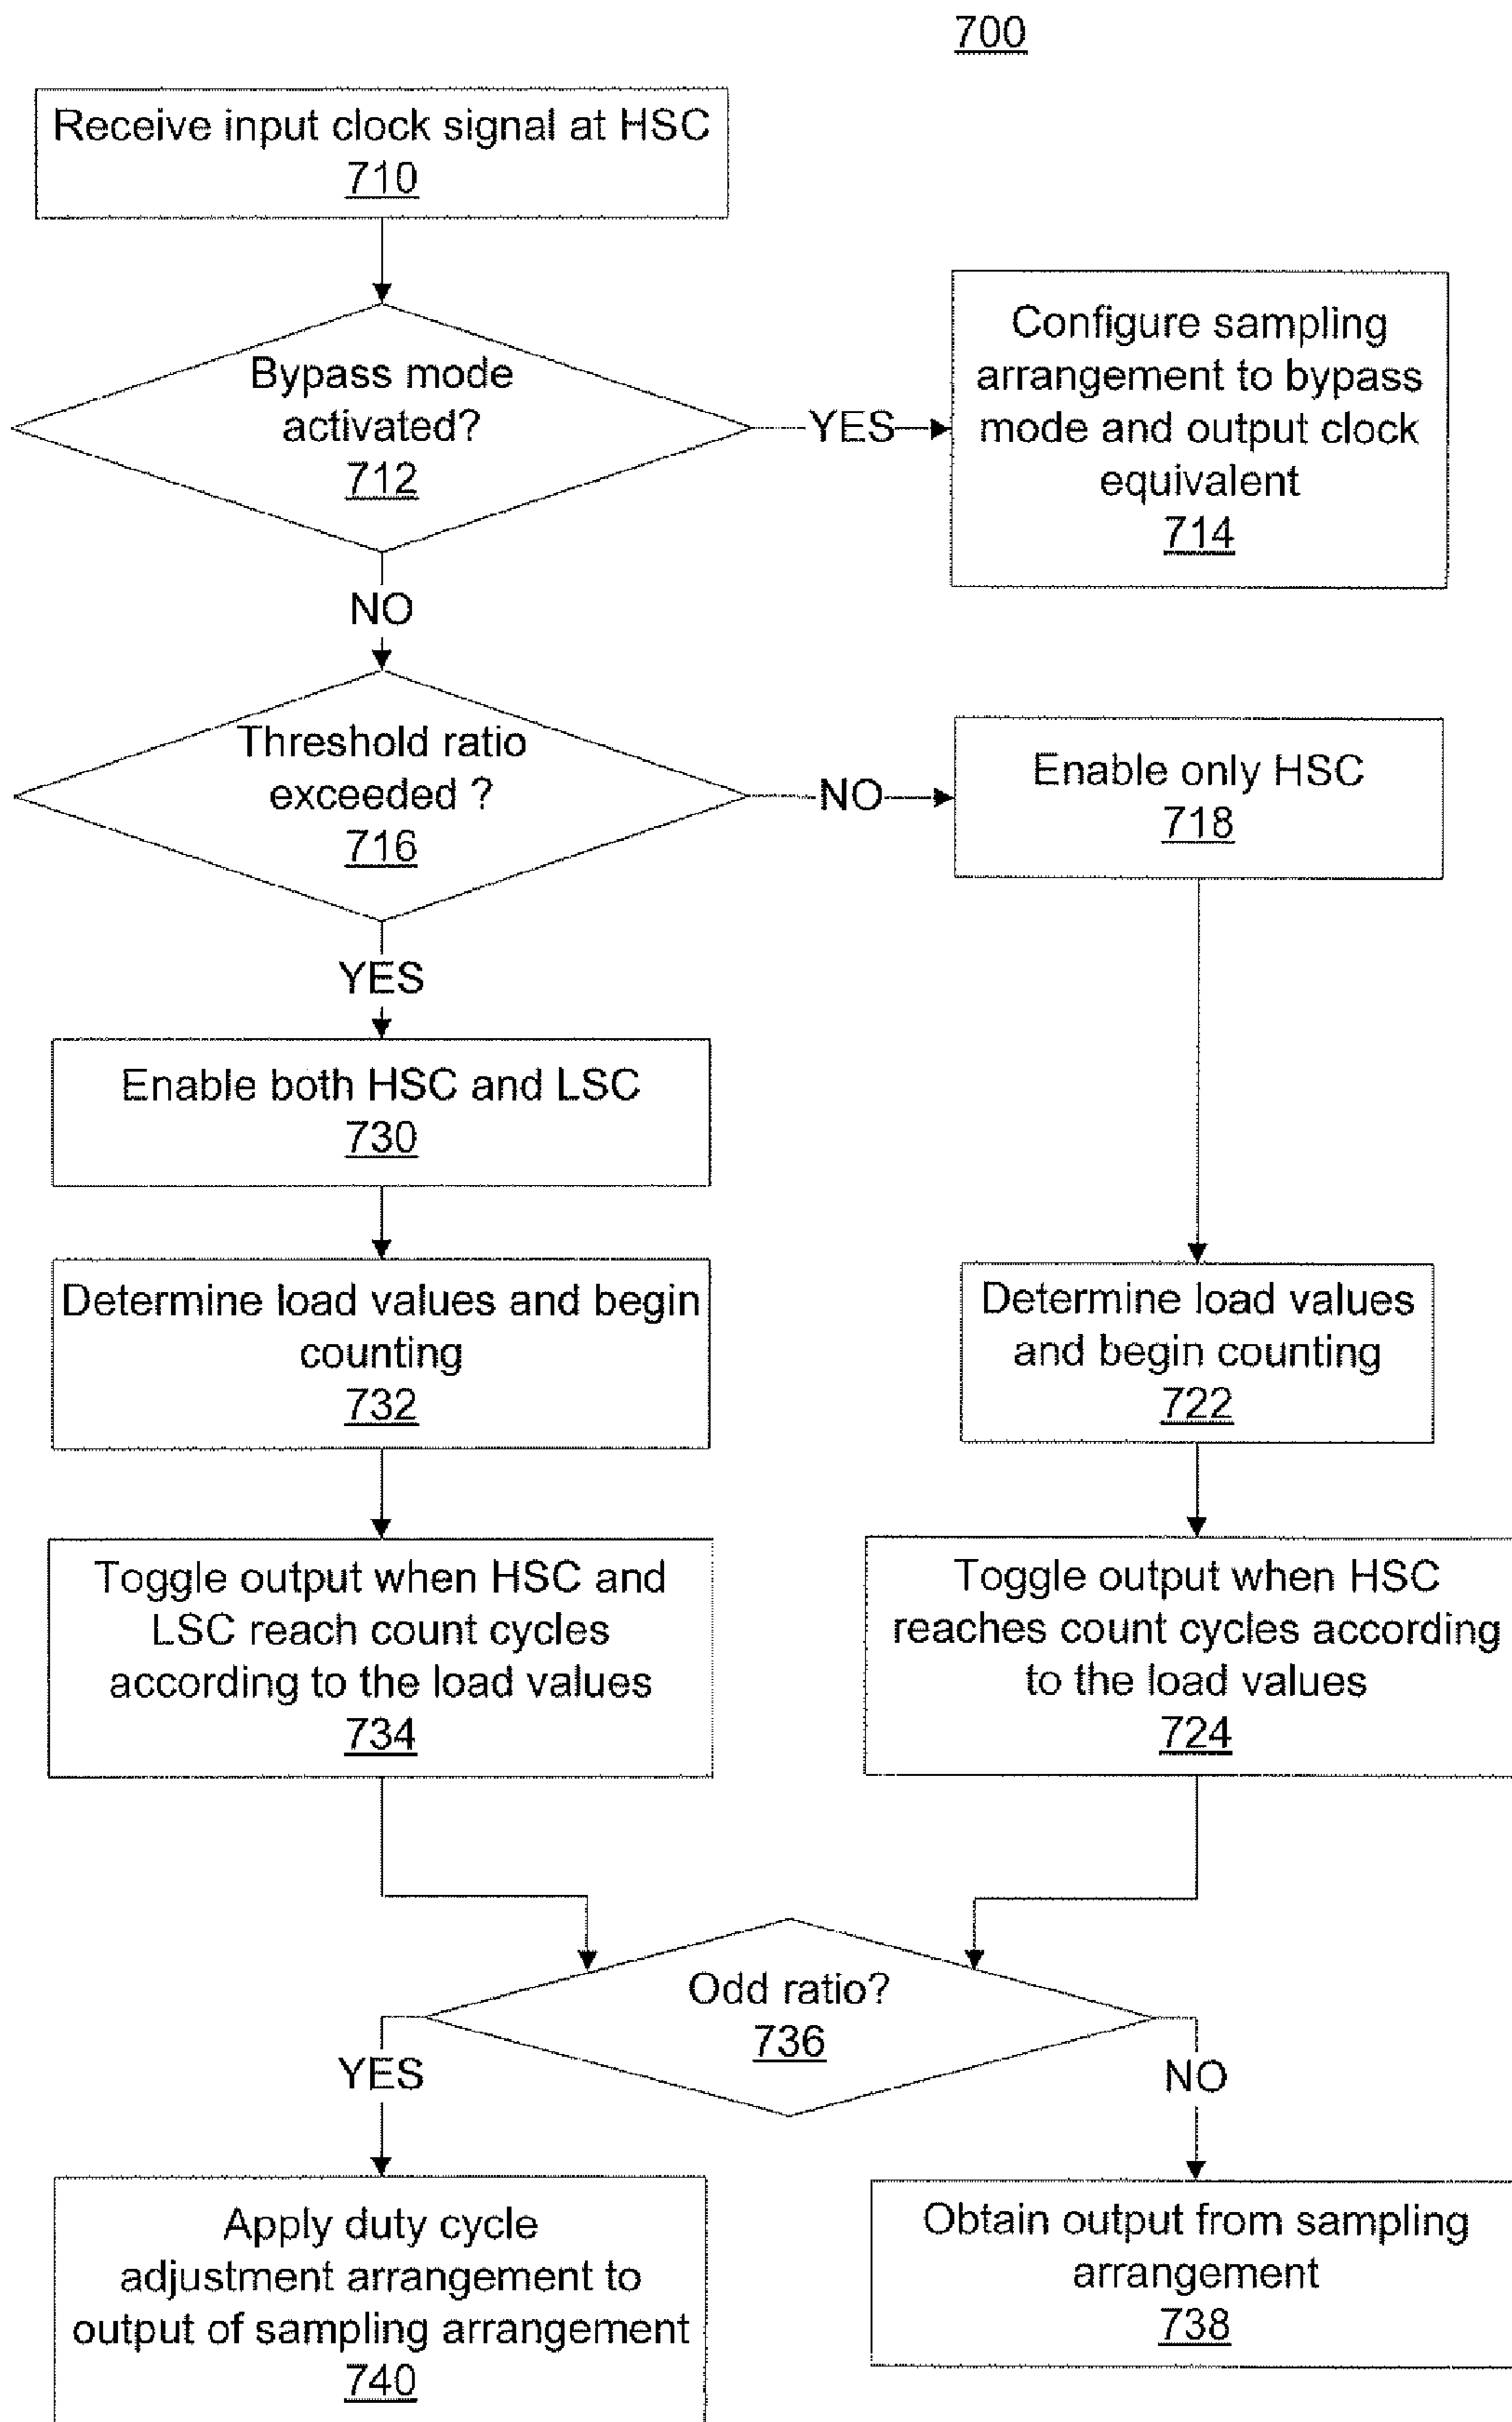 700
Receive input clock signal at HSC
710
Bypass mode
activated?
712
YES
Configure sampling
arrangement to bypass
mode and output clock
equivalent
714
NO
Threshold ratio
exceeded ?
716
NO
Enable only HSC
718
YES
Enable both HSC and LSC
730
Determine load values and begin
counting
732
Determine load values
and begin counting
722
Toggle output when HSC and
LSC reach count cycles
according to the load values
734
Toggle output when HSC
reaches count cycles according
to the load values
724
Odd ratio?
736
YES
NO
Apply duty cycle
adjustment arrangement to
output of sampling arrangement
740
Obtain output from sampling
arrangement
738